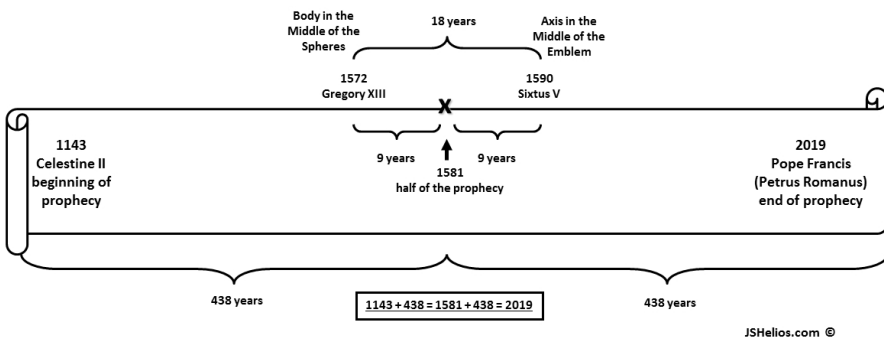 Body in the
Middle of the
Spheres
18 years
Axis in the
Middle of the
Emblem
1572
Gregory XIII
1590
Sixtus V
X
1143
Celestine II
beginning of
prophecy
9 years
9 years
1581
half of the prophecy
2019
Pope Francis
(Petrus Romanus)
end of prophecy
438 years
1143 + 438 = 1581 + 438 = 2019
438 years
JSHelios.com ©